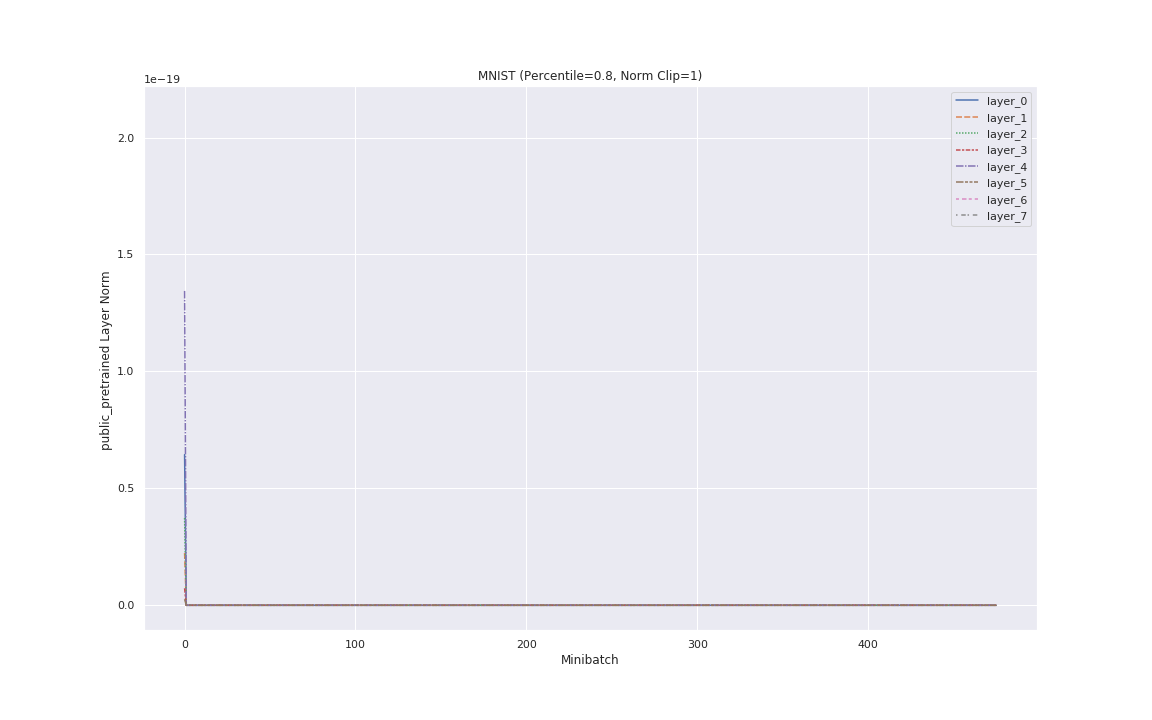 MNIST (Percentile=0.8, Norm Clip=1)
1e−19
layer_0
layer_1
layer_2
layer_3
layer_4
layer_5
layer_6
layer_7
2.0
1.5
1.0
0.5
0.0
public_pretrained Layer Norm
0 100 200 300 400
Minibatch